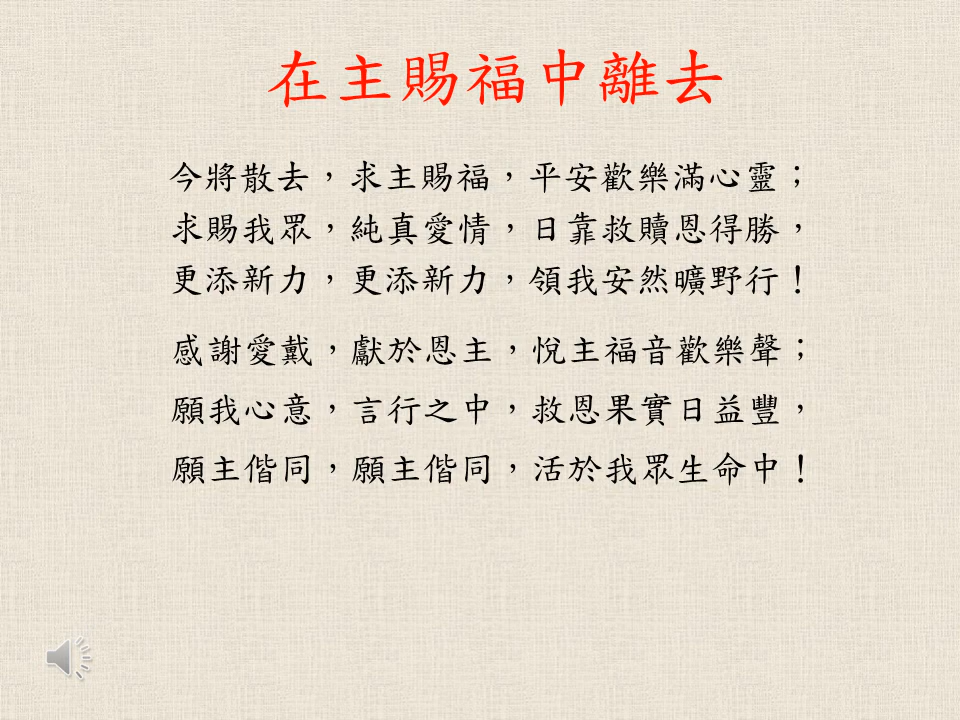 在主賜福中離去
今將散去，求主賜福，平安歡樂滿心靈；
求賜我眾，純真愛情，日靠救贖恩得勝，
更添新力，更添新力，領我安然曠野行！
感謝愛戴，獻於恩主，悅主福音歡樂聲；
願我心意，言行之中，救恩果實日益豐，
願主偕同，願主偕同，活於我眾生命中！